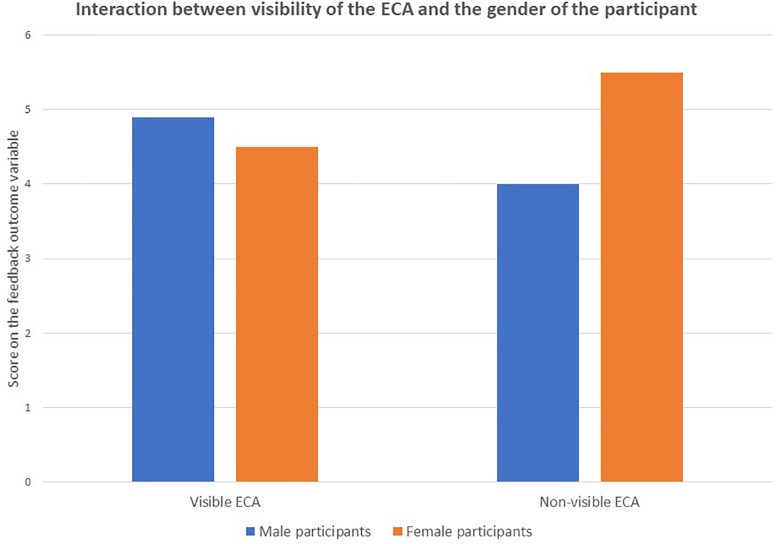 Interaction between visibility of the ECA and the gender of the participant
Score on the feedback outcome variable
6
5
4
3
2
1
0
Visible ECA
Non-visible ECA
Male participants
Female participants